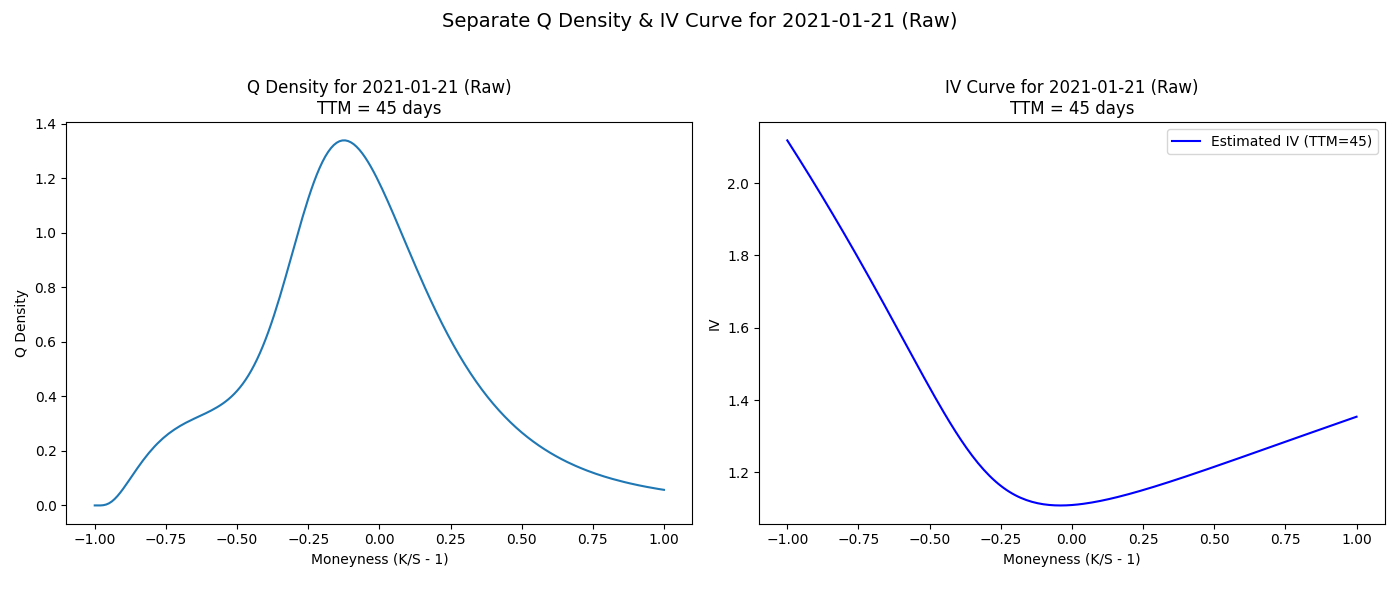 Separate Q Density & IV Curve for 2021-01-21 (Raw)
Q Density for 2021-01-21 (Raw)
TTM = 45 days
1.4
1.2
1.0
0.8
0.6
0.4
0.2
0.0
Q Density
−1.00 −0.75 −0.50 −0.25 0.00 0.25 0.50 0.75 1.00
Moneyness (K/S - 1)
IV Curve for 2021-01-21 (Raw)
TTM = 45 days
Estimated IV (TTM=45)
2.0
1.8
1.6
1.4
1.2
IV
−1.00 −0.75 −0.50 −0.25 0.00 0.25 0.50 0.75 1.00
Moneyness (K/S - 1)